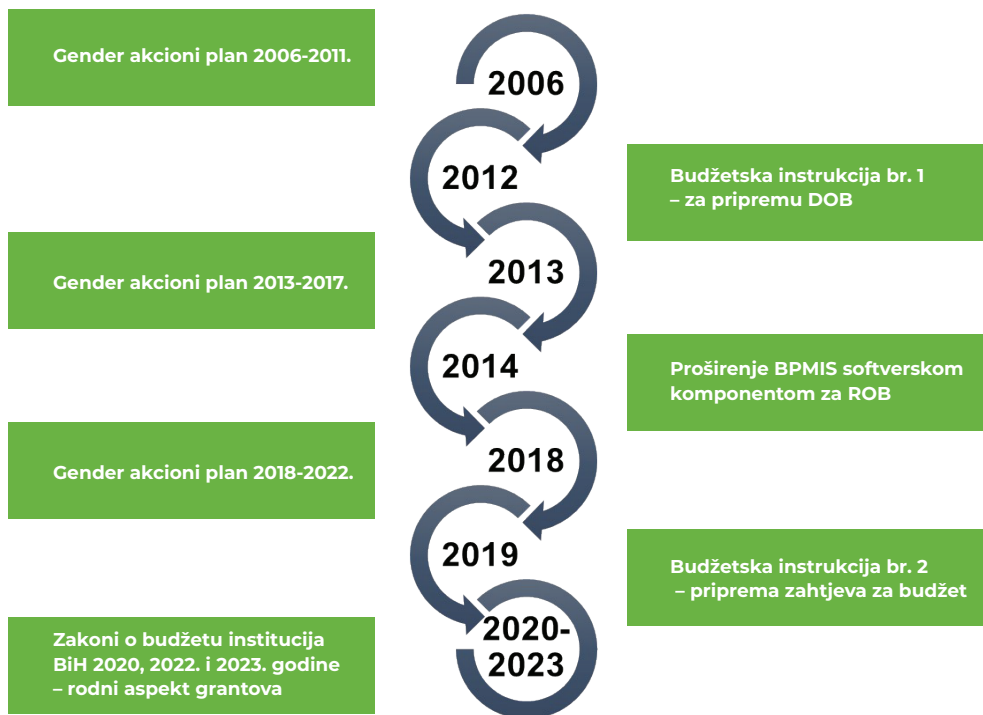 Gender akcioni plan 2006-2011.
2006
2012
Budžetska instrukcija br. 1
– za pripremu DOB
Gender akcioni plan 2013-2017.
2013
2014
Proširenje BPMIS softverskom
komponentom za ROB
Gender akcioni plan 2018-2022.
2018
2019
Budžetska instrukcija br. 2
– priprema zahtjeva za budžet
Zakoni o budžetu institucija
BiH 2020, 2022. i 2023. godine
– rodni aspekt grantova
2020-
2023